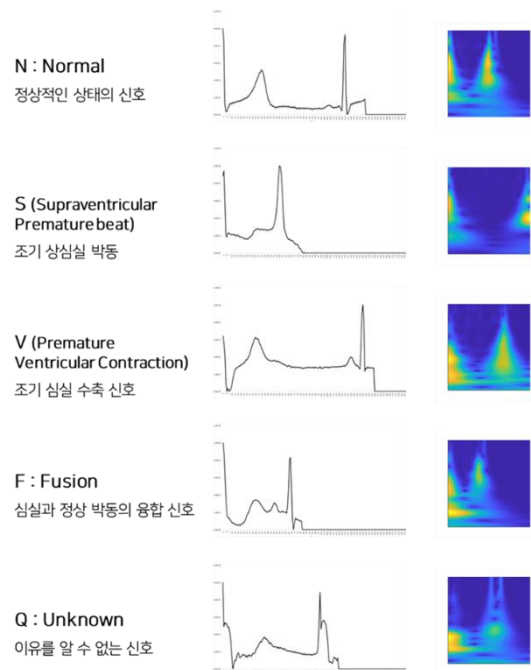 N : Normal
정상적인 상태의 신호
S (Supraventricular
Premature beat)
조기 상심실 박동
V (Premature
Ventricular Contraction)
조기 심실 수축 신호
F : Fusion
심실과 정상 박동의 융합 신호
Q : Unknown
이유를 알 수 없는 신호